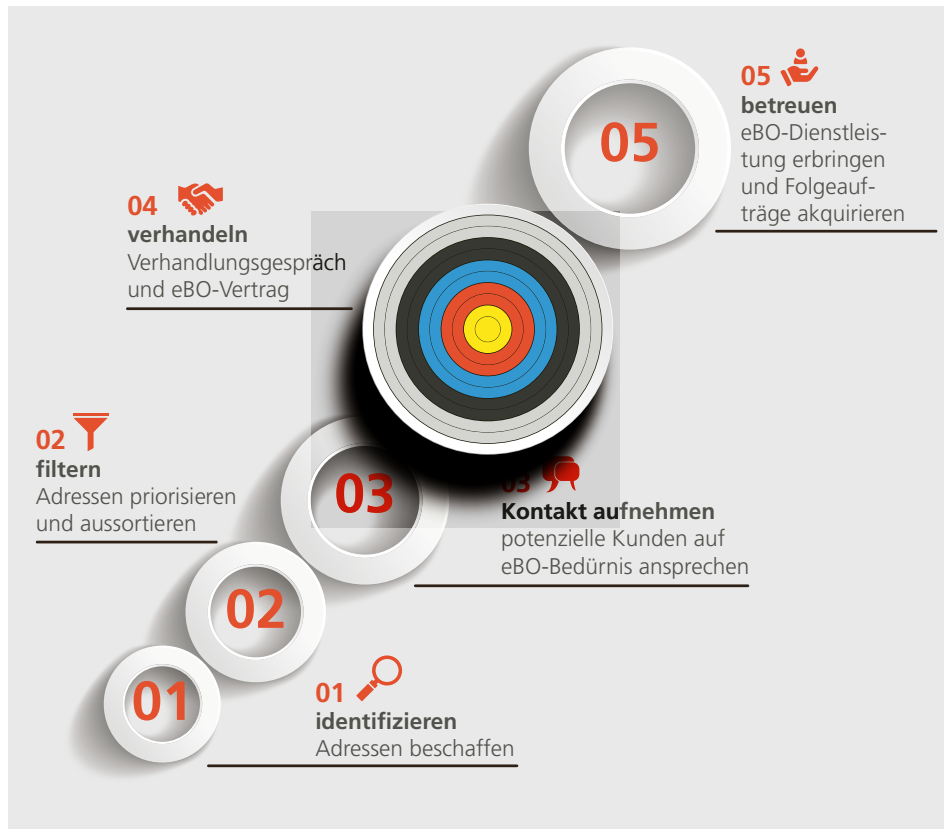 05
betreuen
eBO-Dienstleis-
tung erbringen
und Folgeauf-
träge akquirieren
05
04
verhandeln
Verhandlungsgespräch
und eBO-Vertrag
02
filtern
Adressen priorisieren
und aussortieren
03
03
Kontakt aufnehmen
potenzielle Kunden auf
eBO-Bedürnis ansprechen
02
01
01
identifizieren
Adressen beschaffen